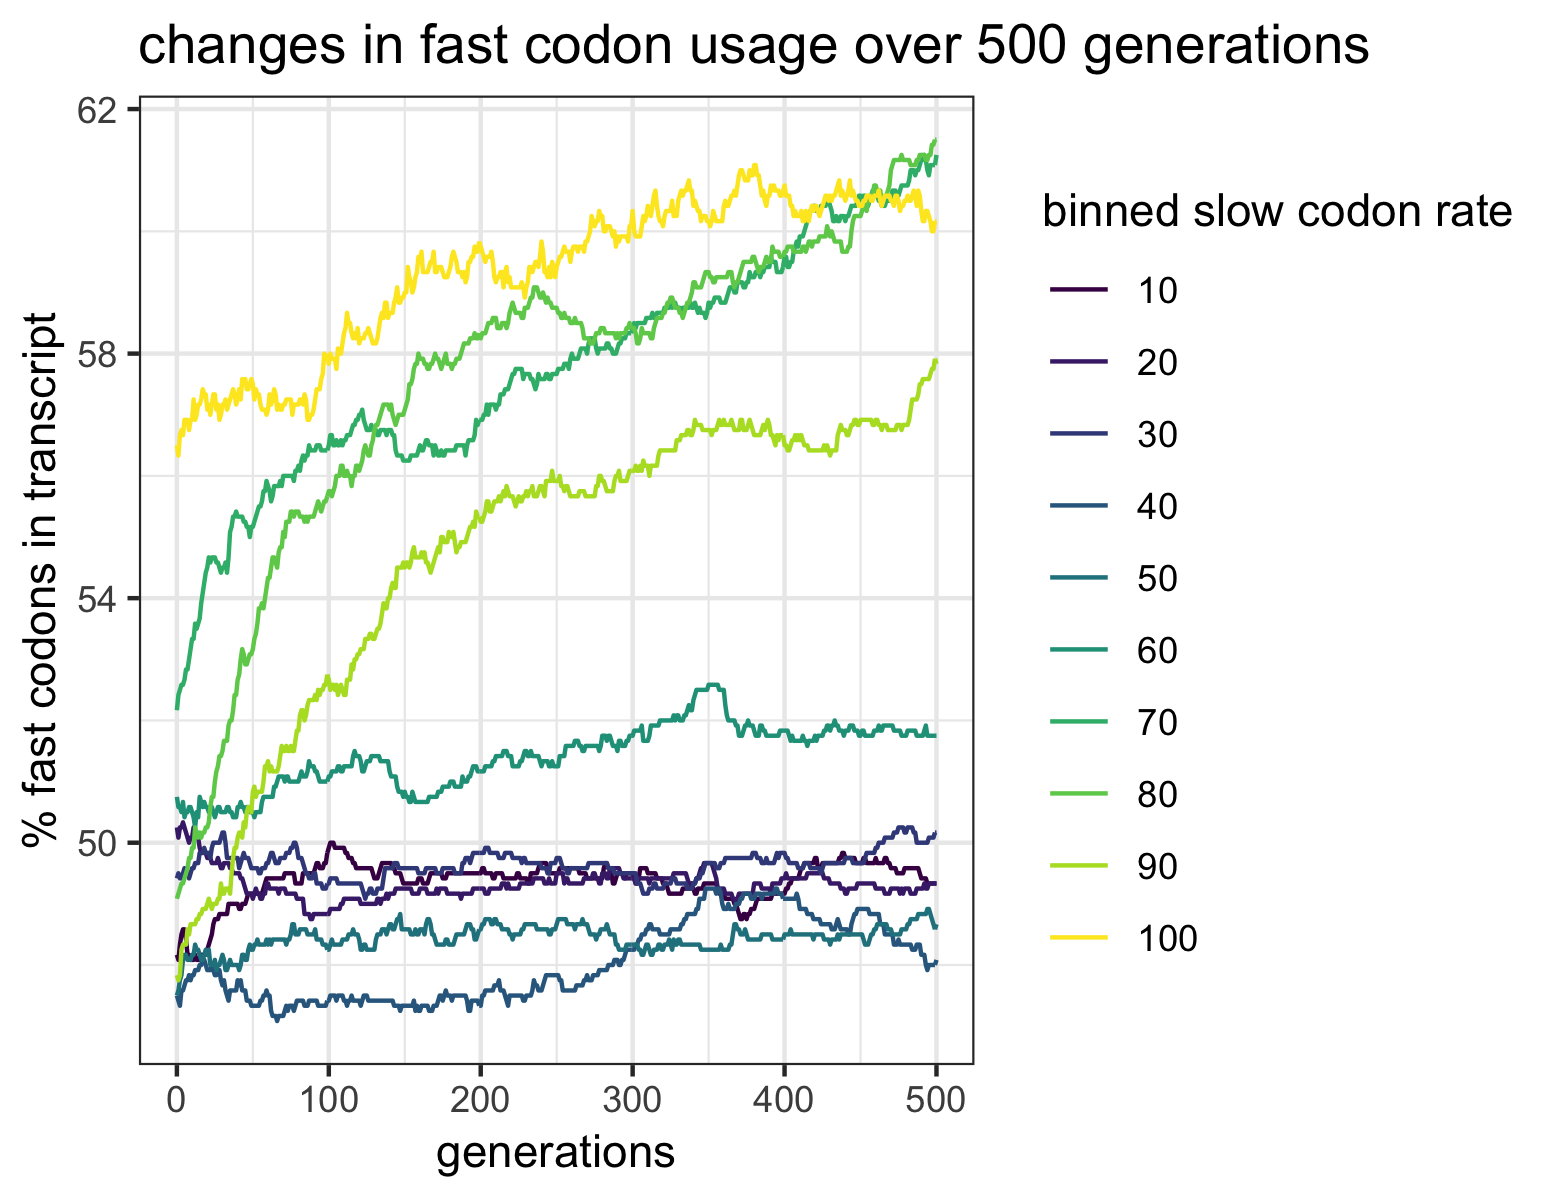 changes in fast codon usage over 500 generations
% fast codons in transcript
62
58
54
50
0 100 200 300 400 500
generations
binned slow codon rate
10
20
30
40
50
60
70
80
90
100